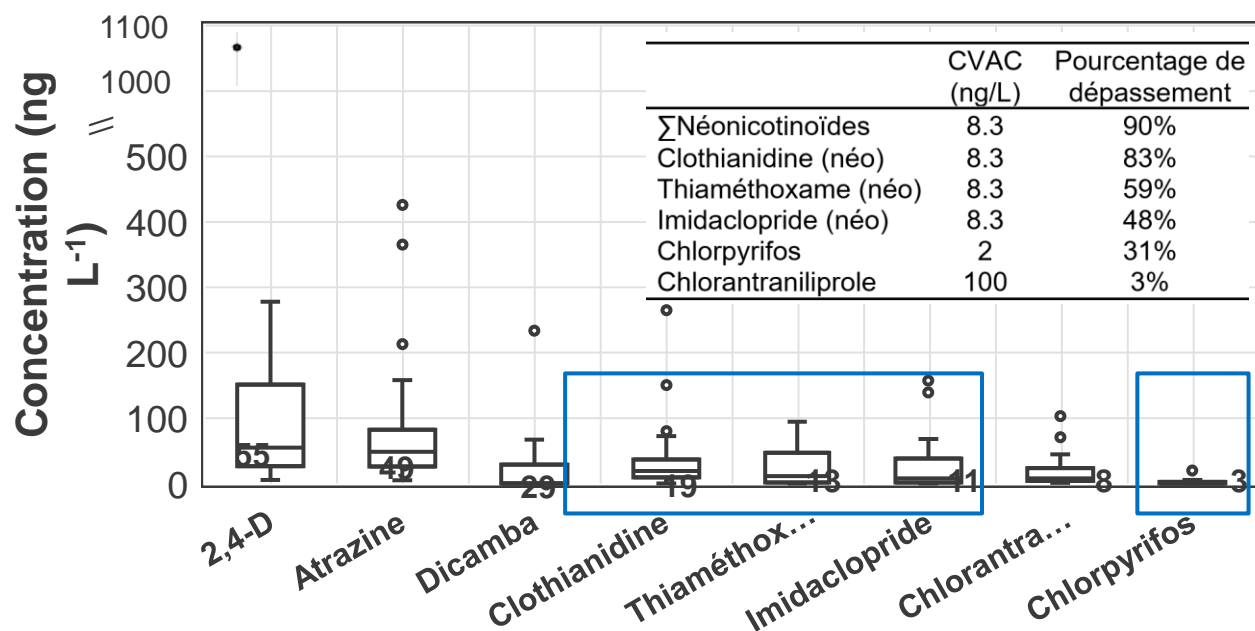 Concentration (ng
L⁻¹)
1100
1000
//
500
400
300
200
100
0
CVAC Pourcentage de
(ng/L) dépassement
∑Néonicotinoïdes 8.3 90%
Clothianidine (néo) 8.3 83%
Thiaméthoxame (néo) 8.3 59%
Imidaclopride (néo) 8.3 48%
Chlorpyrifos 2 31%
Chlorantraniliprole 100 3%
55 49 29 19 13 11 8 3
2,4-D
Atrazine
Dicamba
Clothianidine
Thiaméthox…
Imidaclopride
Chlorantra…
Chlorpyrifos